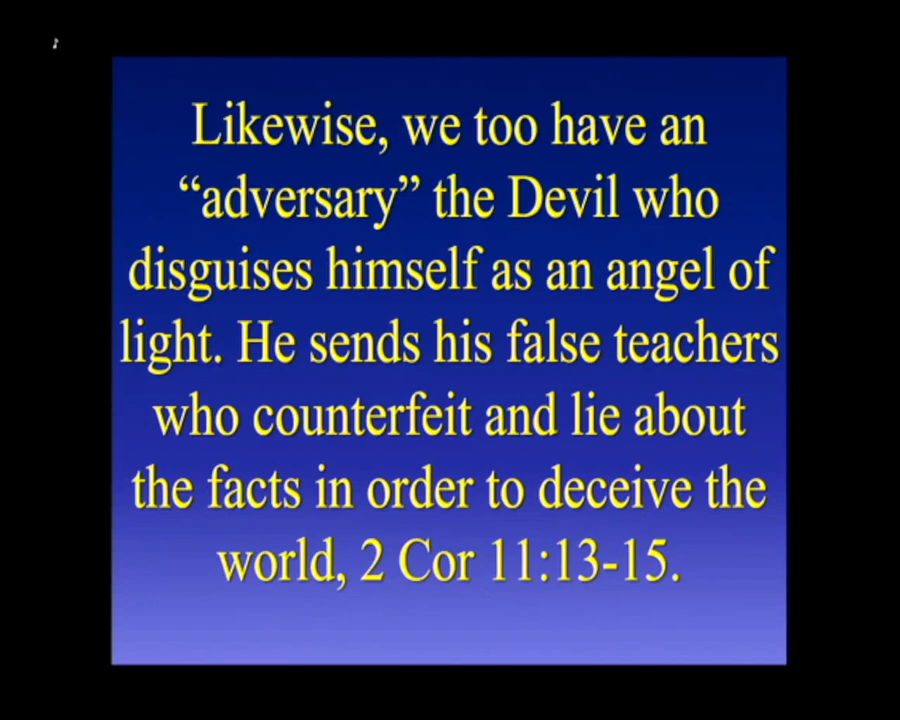 Likewise, we too have an
“adversary” the Devil who
disguises himself as an angel of
light. He sends his false teachers
who counterfeit and lie about
the facts in order to deceive the
world, 2 Cor 11:13-15.